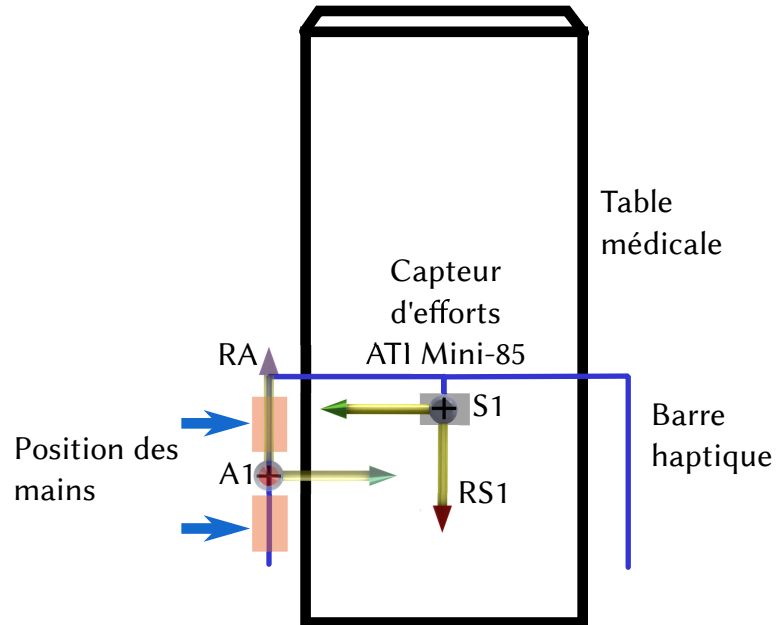 Table
médicale
Capteur
d'efforts
ATI Mini-85
RA
S1
Position des
mains
A1
RS1
Barre
haptique